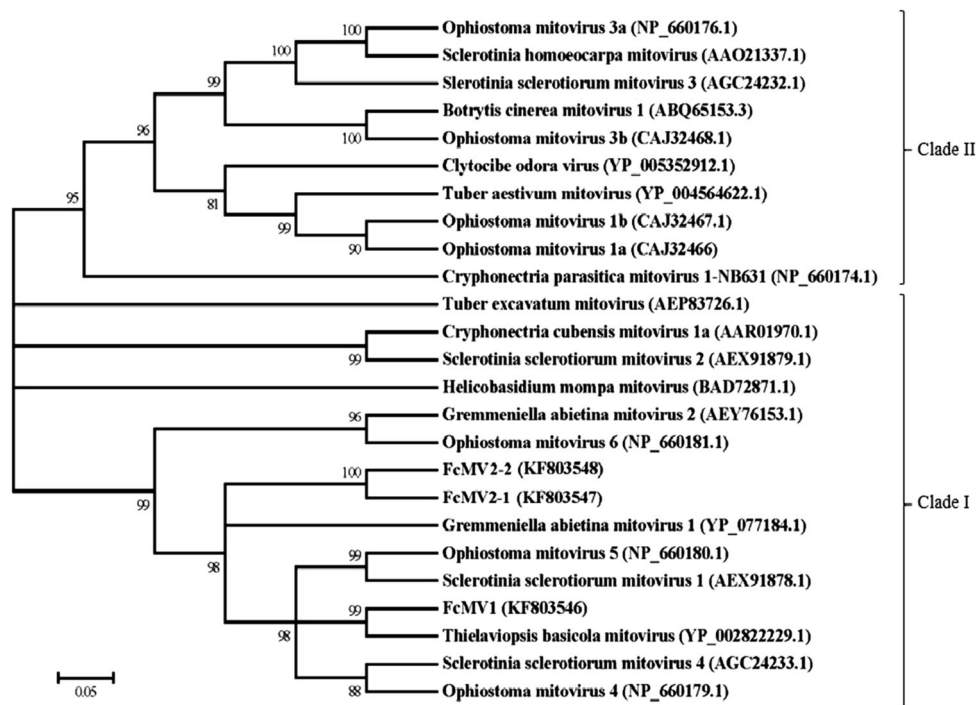 100
Ophiostoma mitovirus 3a (NP_660176.1)
100
Sclerotinia homoeocarpa mitovirus (AAO21337.1)
99
Slerotinia sclerotiorum mitovirus 3 (AGC24232.1)
Botrytis cinerea mitovirus 1 (ABQ65153.3)
96
100
Ophiostoma mitovirus 3b (CAJ32468.1)
Clade II
Clytocibe odora virus (YP_005352912.1)
95
81
Tuber aestivum mitovirus (YP_004564622.1)
99
Ophiostoma mitovirus 1b (CAJ32467.1)
90
Ophiostoma mitovirus 1a (CAJ32466)
Cryphonectria parasitica mitovirus 1-NB631 (NP_660174.1)
Tuber excavatum mitovirus (AEP83726.1)
Cryphonectria cubensis mitovirus 1a (AAR01970.1)
99
Sclerotinia sclerotiorum mitovirus 2 (AEX91879.1)
Helicobasidium mompa mitovirus (BAD72871.1)
96
Gremmeniella abietina mitovirus 2 (AEY76153.1)
Ophiostoma mitovirus 6 (NP_660181.1)
100
FcMV2-2 (KF803548)
99
FcMV2-1 (KF803547)
Clade I
Gremmeniella abietina mitovirus 1 (YP_077184.1)
99
Ophiostoma mitovirus 5 (NP_660180.1)
98
Sclerotinia sclerotiorum mitovirus 1 (AEX91878.1)
99
FcMV1 (KF803546)
98
Thielaviopsis basicola mitovirus (YP_002822229.1)
Sclerotinia sclerotiorum mitovirus 4 (AGC24233.1)
88
Ophiostoma mitovirus 4 (NP_660179.1)
0.05